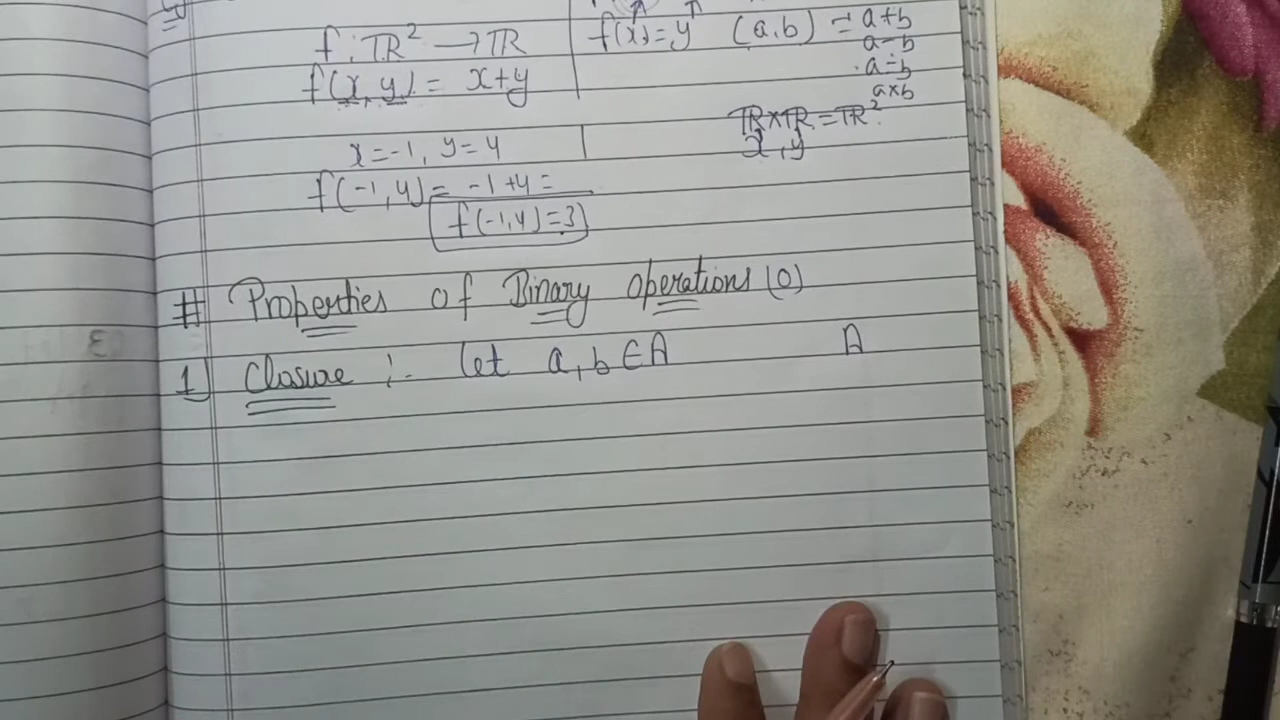 f: ℝ² → ℝ
f(x, y) = x+y
f(x) = y (a,b) = a+b
a-b
a÷b
a×b
ℝ×ℝ = ℝ²
x, y
x=-1, y=4
f(-1,4) = -1+4 =
f(-1,4)=3
# Properties of Binary operations (o)
1) Closure :- let a, b ∈ A A